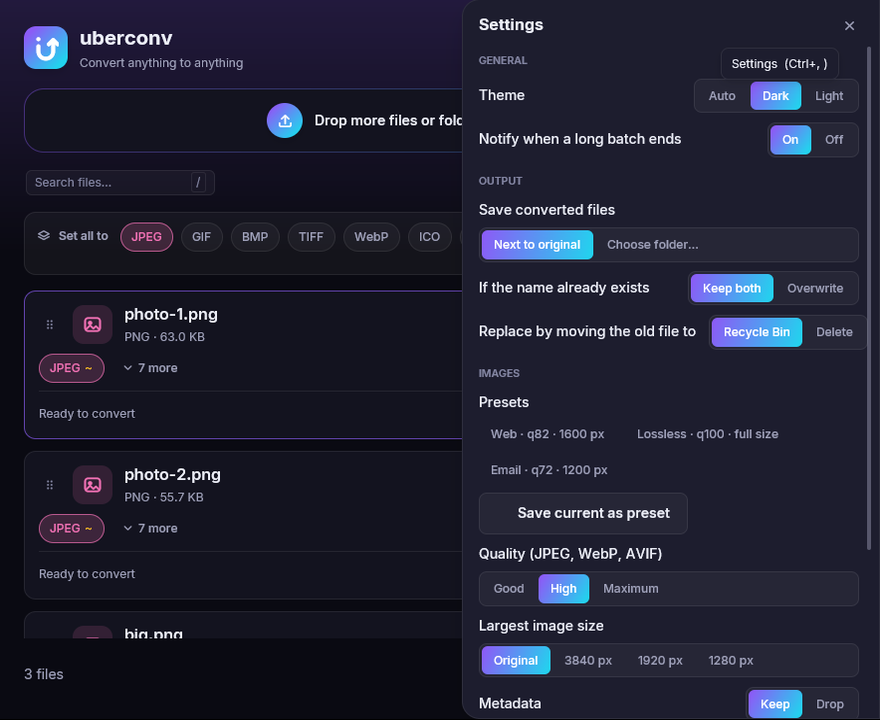 uberconv
Convert anything to anything
Drop more files or fold
Search files... /
Set all to JPEG GIF BMP TIFF WebP ICO
photo-1.png
PNG · 63.0 KB
JPEG ~ 7 more
Ready to convert
photo-2.png
PNG · 55.7 KB
JPEG ~ 7 more
Ready to convert
big.png
3 files
Settings
GENERAL
Settings (Ctrl+, )
Theme Auto Dark Light
Notify when a long batch ends On Off
OUTPUT
Save converted files
Next to original Choose folder...
If the name already exists Keep both Overwrite
Replace by moving the old file to Recycle Bin Delete
IMAGES
Presets
Web · q82 · 1600 px Lossless · q100 · full size
Email · q72 · 1200 px
Save current as preset
Quality (JPEG, WebP, AVIF)
Good High Maximum
Largest image size
Original 3840 px 1920 px 1280 px
Metadata Keep Drop